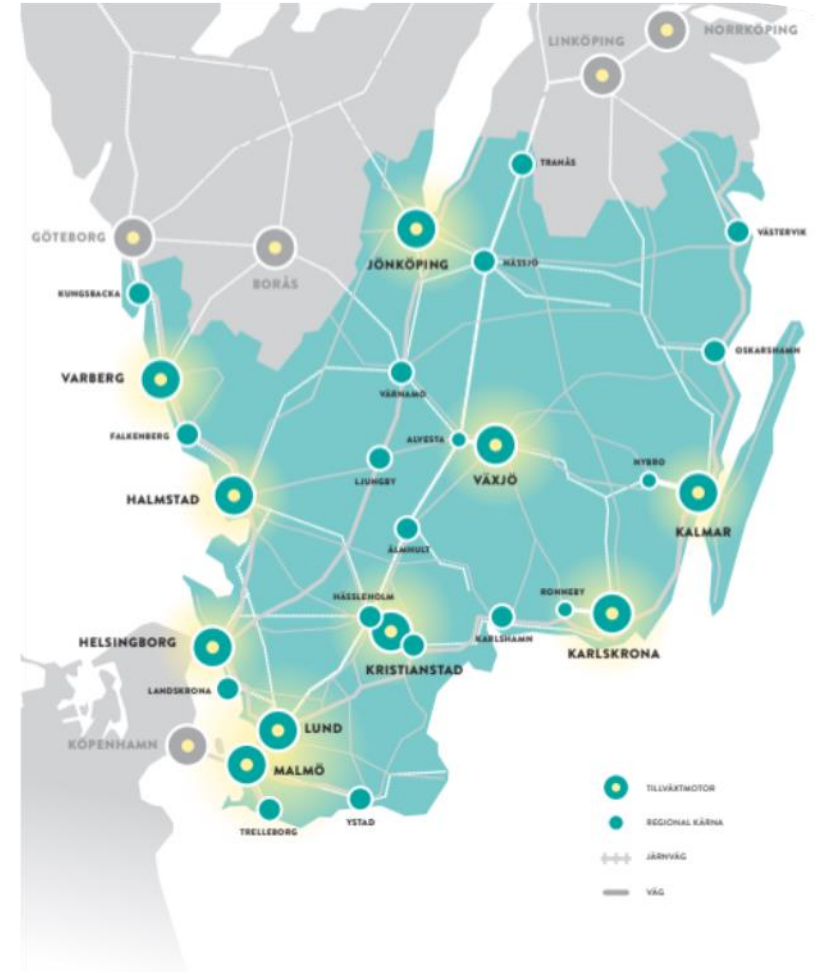 NORRKÖPING
LINKÖPING
TRANÅS
GÖTEBORG
VÄSTERVIK
JÖNKÖPING
NÄSSJÖ
BORÅS
KUNGSBACKA
OSKARSHAMN
VARBERG
VÄRNAMO
FALKENBERG
ALVESTA
LJUNGBY
VÄXJÖ
NYBRO
HALMSTAD
KALMAR
ÄLMHULT
RONNEBY
HÄSSLEHOLM
KARLSHAMN
HELSINGBORG
KARLSKRONA
KRISTIANSTAD
LANDSKRONA
LUND
KÖPENHAMN
MALMÖ
TILLVÄXTMOTOR
YSTAD
REGIONAL KÄRNA
TRELLEBORG
JÄRNVÄG
VÄG